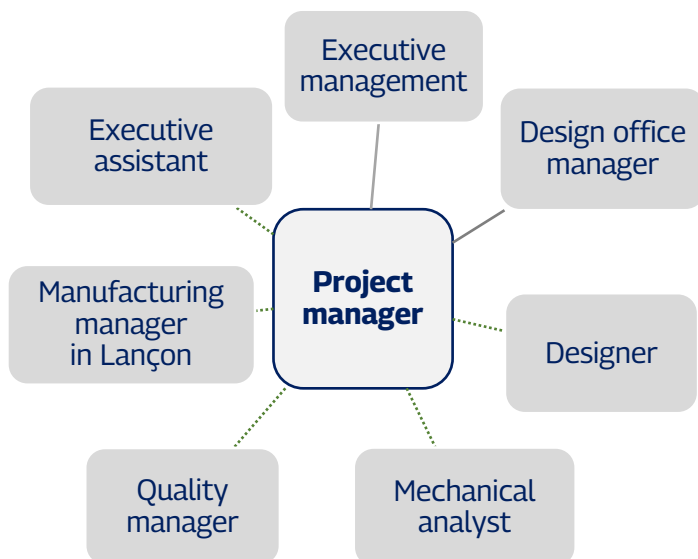 Executive
management
Executive
assistant
Design office
manager
Project
manager
Manufacturing
manager
in Lançon
Designer
Quality
manager
Mechanical
analyst